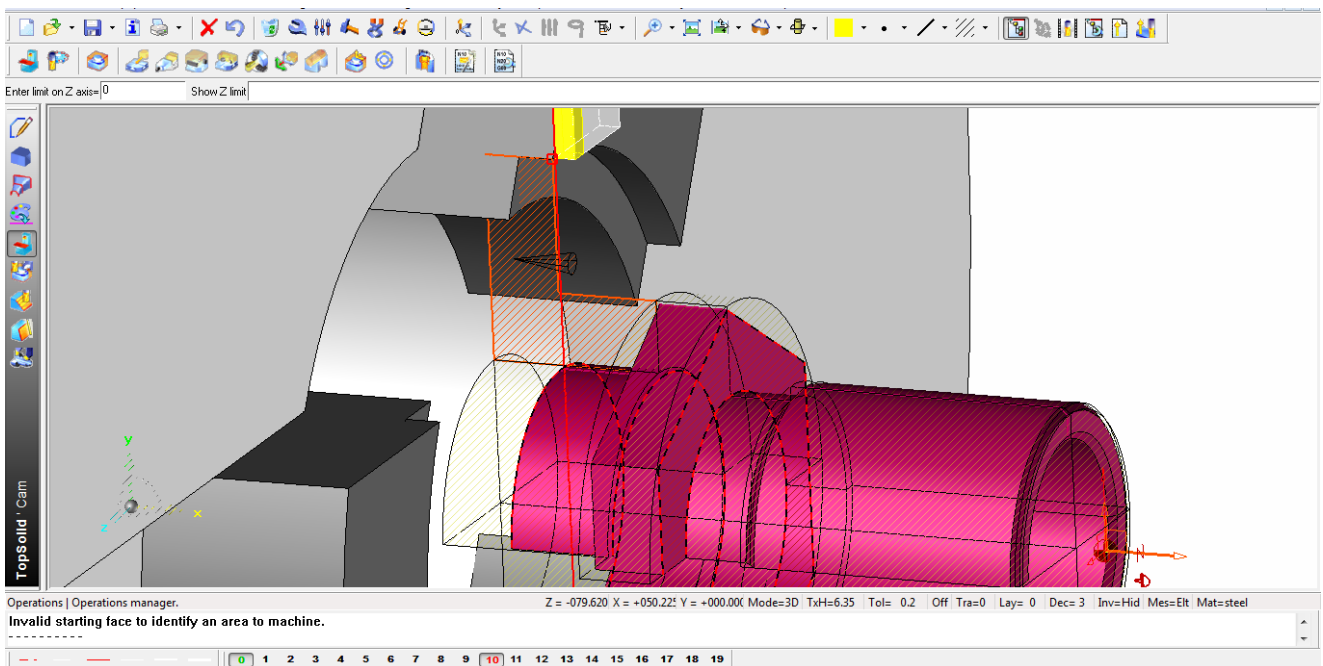 Enter limit on Z axis= 0 Show Z limit
y
x
z
TopSolid ' Cam
Operations | Operations manager.
Z = -079.620 X = +050.225 Y = +000.000 Mode=3D TxH=6.35 Tol= 0.2 Off Tra=0 Lay= 0 Dec= 3 Inv=Hid Mes=Elt Mat=steel
Invalid starting face to identify an area to machine.
----------
0 1 2 3 4 5 6 7 8 9 10 11 12 13 14 15 16 17 18 19